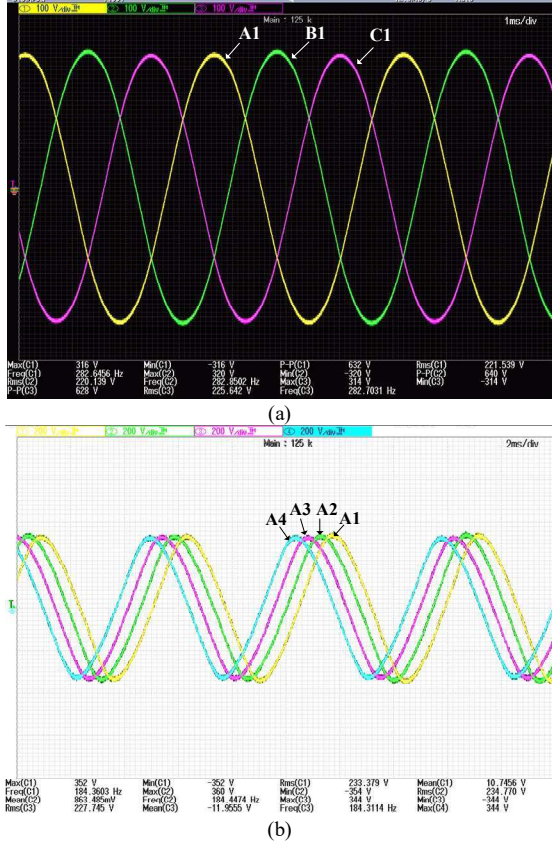 100 V/div 100 V/div 100 V/div
Main : 125 k 1ms/div
A1 B1 C1
Max(C1) 316 V Min(C1) -316 V P-P(C1) 632 V Rms(C1) 221.539 V
Freq(C1) 282.6456 Hz Max(C2) 320 V Min(C2) -320 V P-P(C2) 640 V
Rms(C2) 220.139 V Freq(C2) 282.8502 Hz Max(C3) 314 V Min(C3) -314 V
P-P(C3) 628 V Rms(C3) 225.642 V Freq(C3) 282.7031 Hz
(a)
200 V/div 200 V/div 200 V/div 200 V/div
Main : 125 k 2ms/div
A4 A3 A2 A1
Max(C1) 352 V Min(C1) -352 V Rms(C1) 233.379 V Mean(C1) 10.7456 V
Freq(C1) 184.3603 Hz Max(C2) 360 V Min(C2) -354 V Rms(C2) 234.770 V
Mean(C2) 863.485mV Freq(C2) 184.4474 Hz Max(C3) 344 V Min(C3) -344 V
Rms(C3) 227.745 V Mean(C3) -11.9555 V Freq(C3) 184.3114 Hz Max(C4) 344 V
(b)